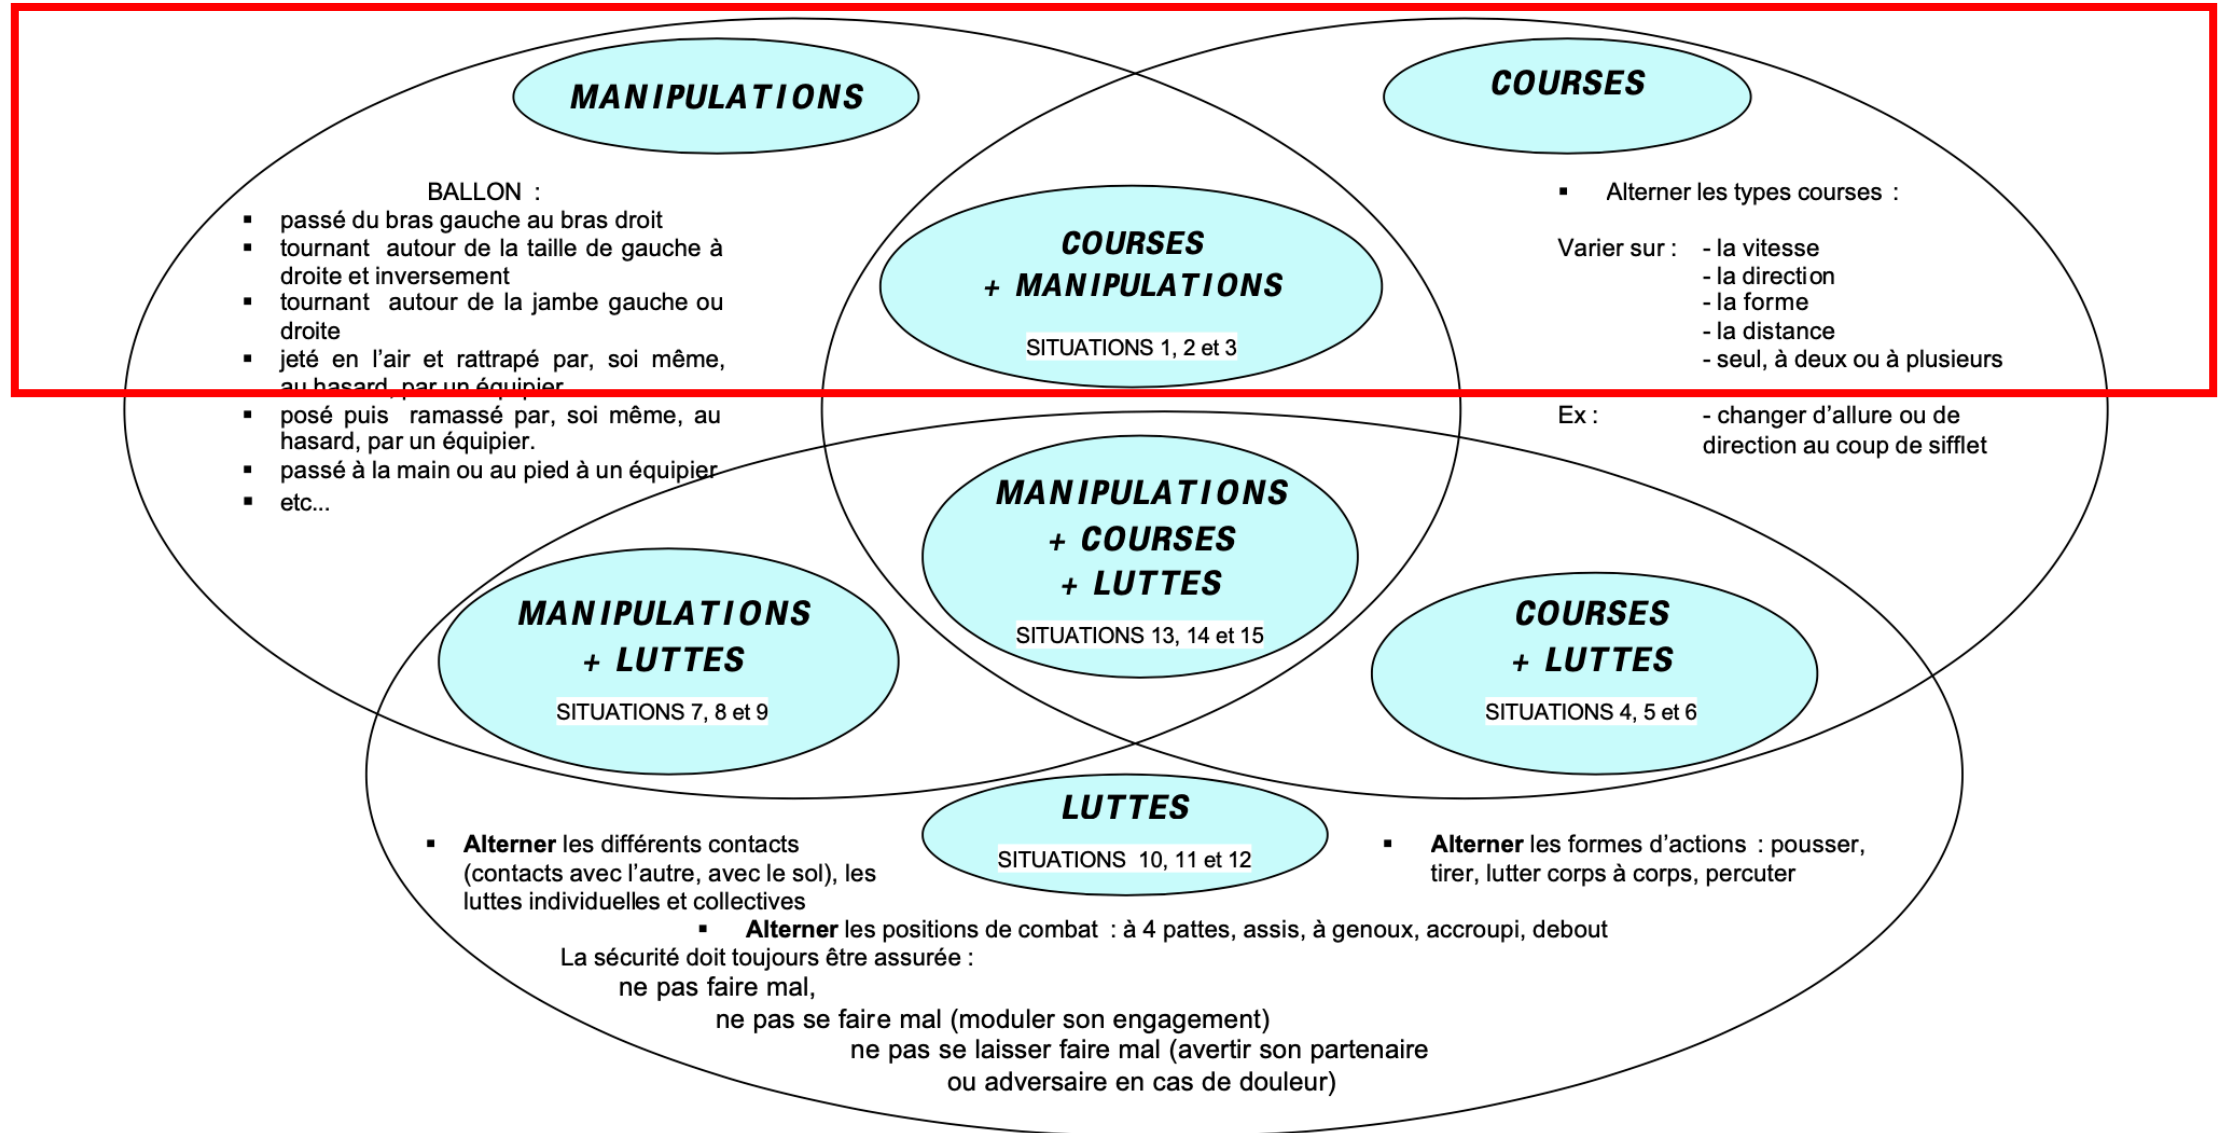 MANIPULATIONS
COURSES
BALLON :
▪ passé du bras gauche au bras droit
▪ tournant autour de la taille de gauche à
droite et inversement
▪ tournant autour de la jambe gauche ou
droite
▪ jeté en l'air et rattrapé par, soi même,
au hasard, par un équipier
▪ posé puis ramassé par, soi même, au
hasard, par un équipier.
▪ passé à la main ou au pied à un équipier
▪ etc...
COURSES
+ MANIPULATIONS
SITUATIONS 1, 2 et 3
▪ Alterner les types courses :
Varier sur : - la vitesse
- la direction
- la forme
- la distance
- seul, à deux ou à plusieurs
Ex : - changer d'allure ou de
direction au coup de sifflet
MANIPULATIONS
+ COURSES
+ LUTTES
SITUATIONS 13, 14 et 15
MANIPULATIONS
+ LUTTES
SITUATIONS 7, 8 et 9
COURSES
+ LUTTES
SITUATIONS 4, 5 et 6
LUTTES
SITUATIONS 10, 11 et 12
▪ Alterner les différents contacts
(contacts avec l'autre, avec le sol), les
luttes individuelles et collectives
▪ Alterner les formes d'actions : pousser,
tirer, lutter corps à corps, percuter
▪ Alterner les positions de combat : à 4 pattes, assis, à genoux, accroupi, debout
La sécurité doit toujours être assurée :
ne pas faire mal,
ne pas se faire mal (moduler son engagement)
ne pas se laisser faire mal (avertir son partenaire
ou adversaire en cas de douleur)